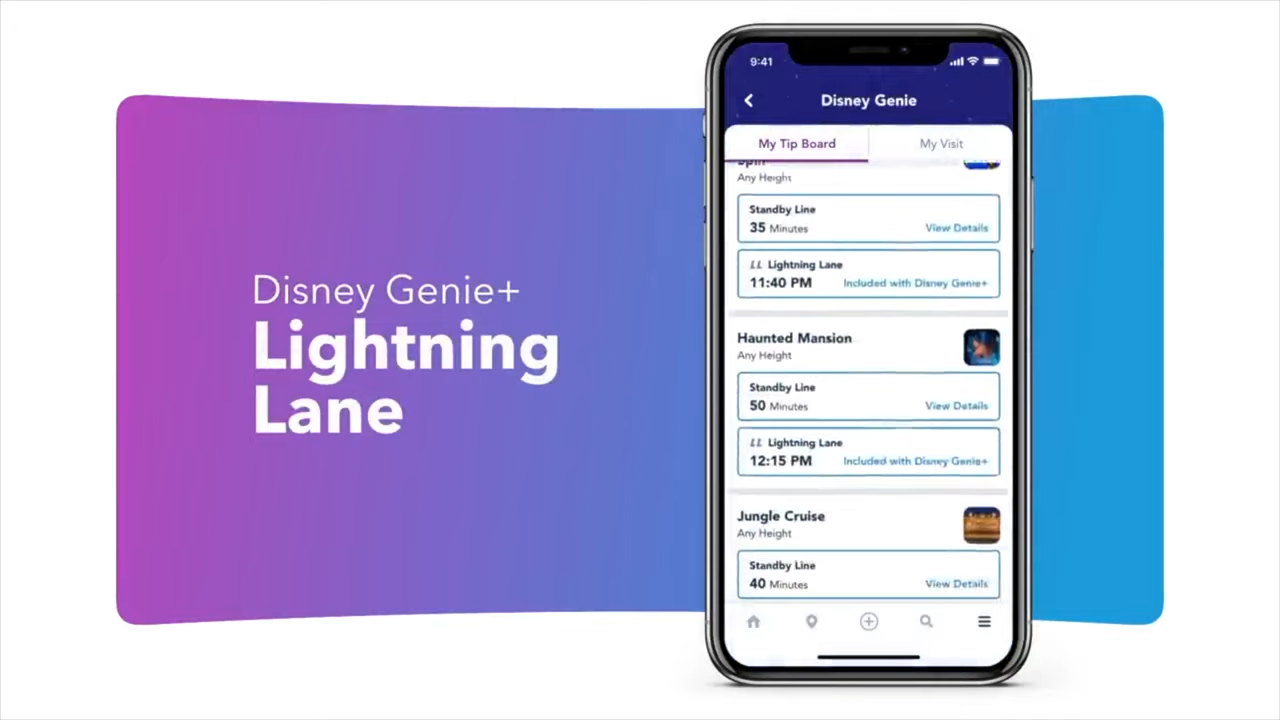 Disney Genie+
Lightning
Lane
9:41
Disney Genie
My Tip Board
My Visit
Spin
Any Height
Standby Line
35 Minutes
View Details
LL Lightning Lane
11:40 PM
Included with Disney Genie+
Haunted Mansion
Any Height
Standby Line
50 Minutes
View Details
LL Lightning Lane
12:15 PM
Included with Disney Genie+
Jungle Cruise
Any Height
Standby Line
40 Minutes
View Details